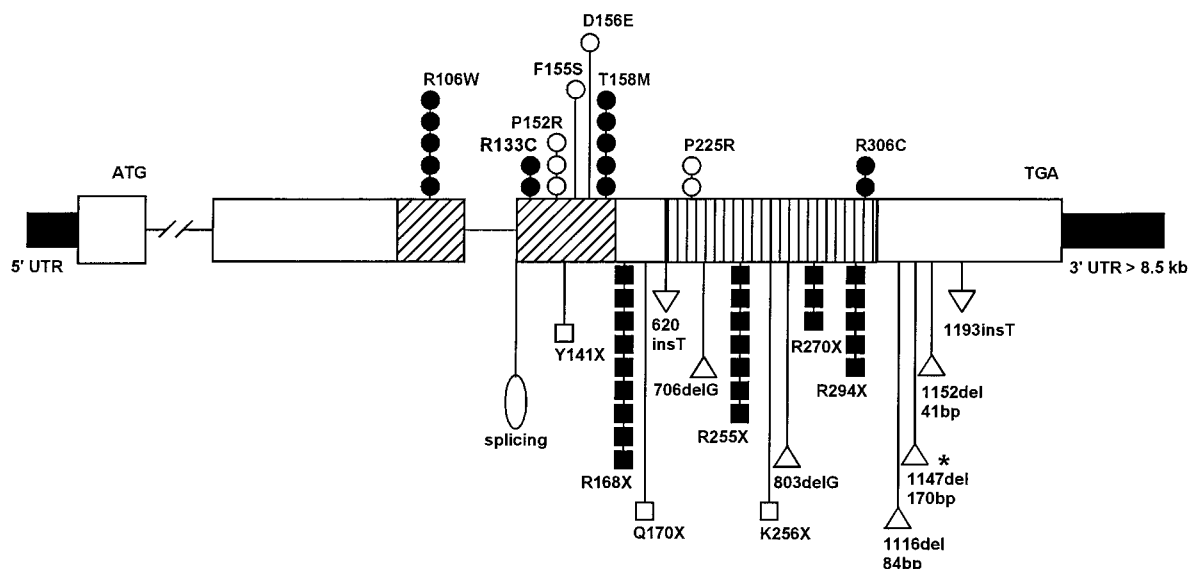 D156E
F155S
R106W
T158M
P152R
R133C
P225R
R306C
ATG
TGA
5' UTR
3' UTR > 8.5 kb
620
insT
1193insT
Y141X
R270X
706delG
R294X
1152del
41bp
splicing
R255X
*
R168X
803delG
1147del
170bp
Q170X
K256X
1116del
84bp